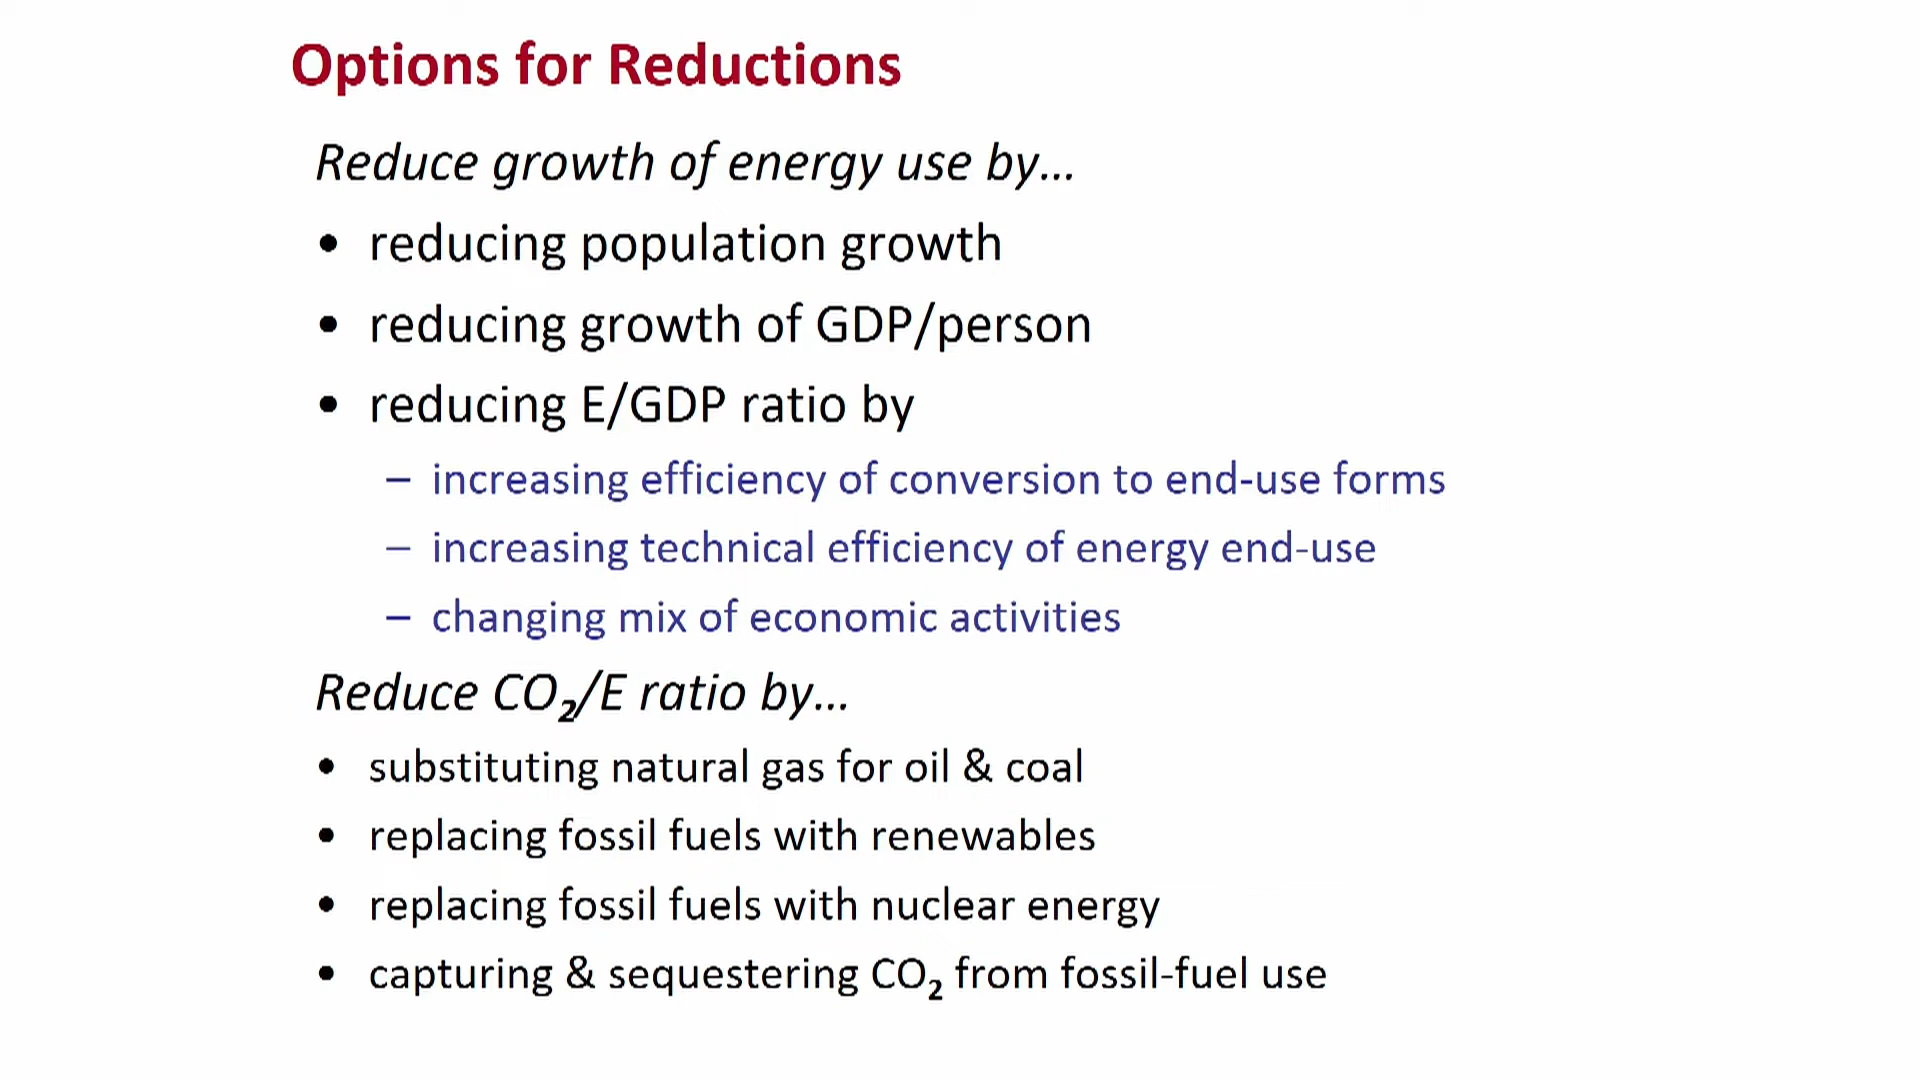 Options for Reductions
Reduce growth of energy use by...
• reducing population growth
• reducing growth of GDP/person
• reducing E/GDP ratio by
– increasing efficiency of conversion to end-use forms
– increasing technical efficiency of energy end-use
– changing mix of economic activities
Reduce CO₂/E ratio by...
• substituting natural gas for oil & coal
• replacing fossil fuels with renewables
• replacing fossil fuels with nuclear energy
• capturing & sequestering CO₂ from fossil-fuel use